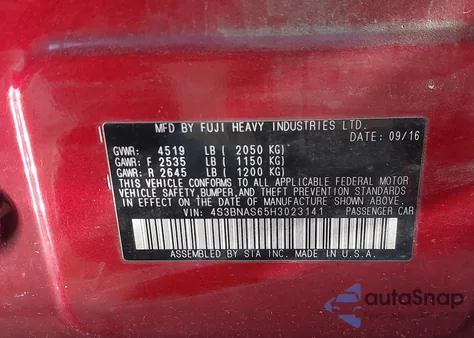 MFD BY FUJI HEAVY INDUSTRIES LTD.
DATE: 09/16
GVWR: 4519 LB ( 2050 KG)
GAWR: F 2535 LB ( 1150 KG)
GAWR: R 2645 LB ( 1200 KG)
THIS VEHICLE CONFORMS TO ALL APPLICABLE FEDERAL MOTOR
VEHICLE SAFETY,BUMPER,AND THEFT PREVENTION STANDARDS
IN EFFECT ON THE DATE OF MANUFACTURE SHOWN ABOVE.
VIN: 4S3BNAS65H3023141 PASSENGER CAR
ASSEMBLED BY SIA INC. MADE IN U.S.A.
autoSnap